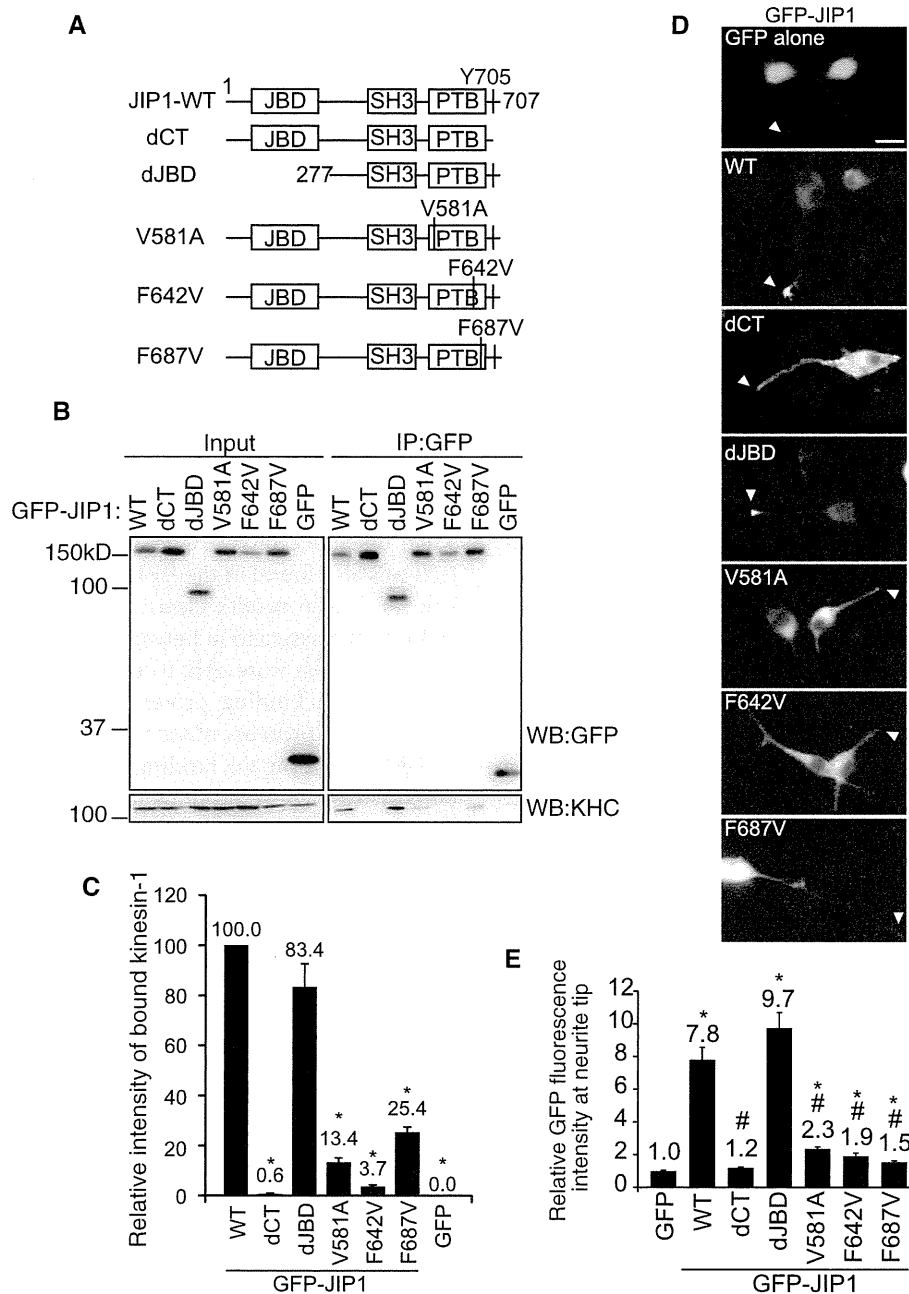 A
Y705
1
JIP1-WT JBD SH3 PTB 707
dCT JBD SH3 PTB
dJBD 277 SH3 PTB
V581A
V581A JBD SH3 PTB
F642V
F642V JBD SH3 PTB
F687V
F687V JBD SH3 PTB
B
Input IP:GFP
GFP-JIP1: WT dCT dJBD V581A F642V F687V GFP WT dCT dJBD V581A F642V F687V GFP
150kD
100
37
WB:GFP
100
WB:KHC
C
Relative intensity of bound kinesin-1
120
100
80
60
40
20
0
100.0
* 0.6
83.4
* 13.4
* 3.7
* 25.4
* 0.0
WT dCT dJBD V581A F642V F687V GFP
GFP-JIP1
D
GFP-JIP1
GFP alone
WT
dCT
dJBD
V581A
F642V
F687V
E
Relative GFP fluorescence
intensity at neurite tip
12
10
8
6
4
2
0
1.0
* 7.8
# 1.2
* 9.7
* # 2.3
* # 1.9
* # 1.5
GFP WT dCT dJBD V581A F642V F687V
GFP-JIP1